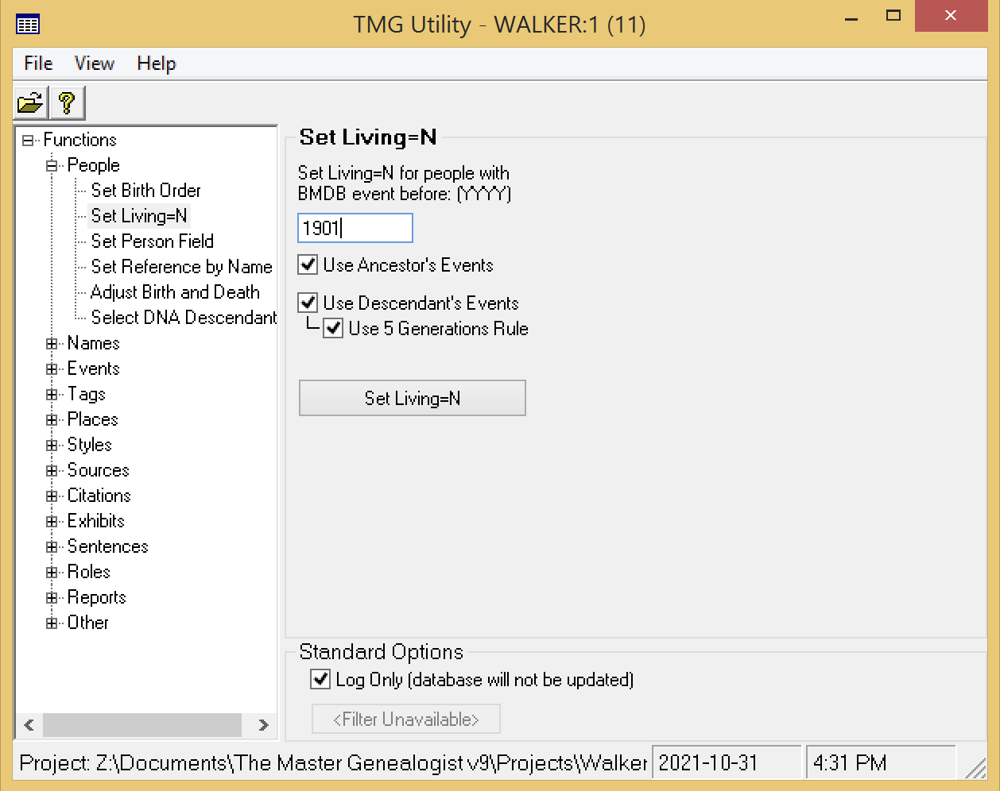 TMG Utility - WALKER:1 (11)
File View Help
Functions
People
Set Birth Order
Set Living=N
Set Person Field
Set Reference by Name
Adjust Birth and Death
Select DNA Descendant
Names
Events
Tags
Places
Styles
Sources
Citations
Exhibits
Sentences
Roles
Reports
Other
Set Living=N
Set Living=N for people with
BMDB event before: (YYYY)
1901
Use Ancestor's Events
Use Descendant's Events
Use 5 Generations Rule
Set Living=N
Standard Options
Log Only (database will not be updated)
<Filter Unavailable>
Project: Z:\Documents\The Master Genealogist v9\Projects\Walker 2021-10-31 4:31 PM